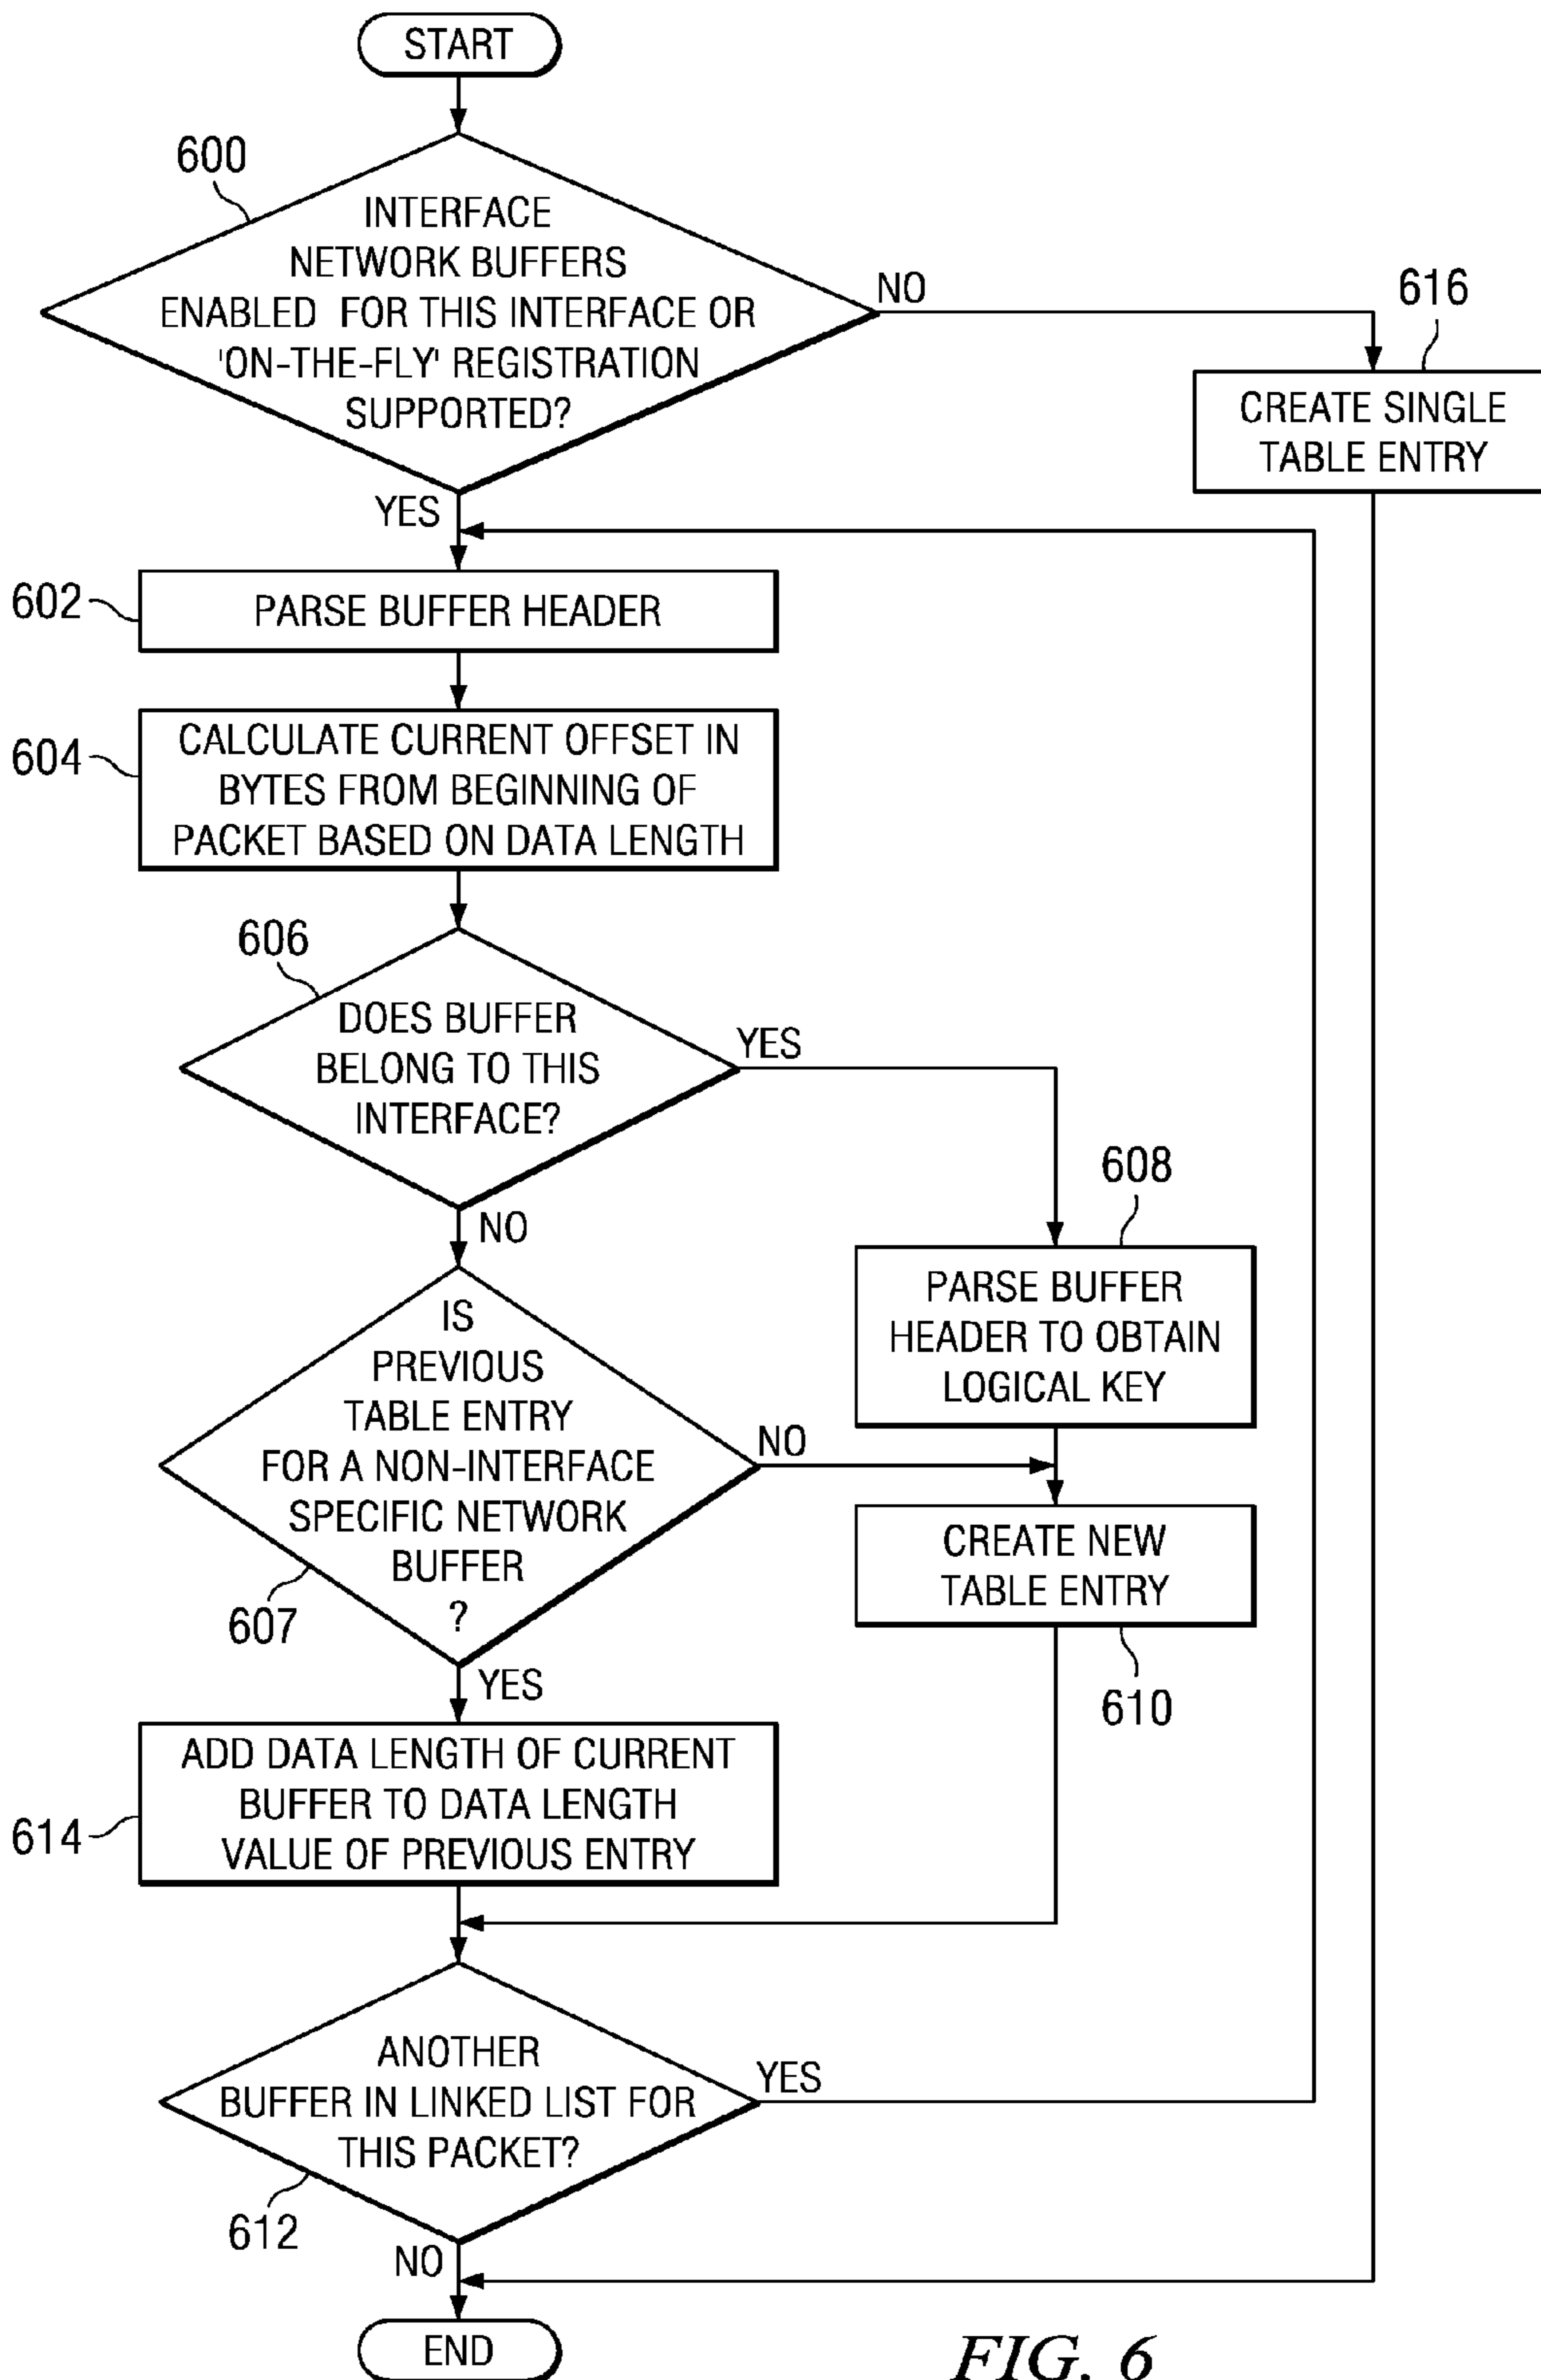 START
600
INTERFACE
NETWORK BUFFERS
ENABLED FOR THIS INTERFACE OR
'ON-THE-FLY' REGISTRATION
SUPPORTED?
NO
616
CREATE SINGLE
TABLE ENTRY
YES
602
PARSE BUFFER HEADER
604
CALCULATE CURRENT OFFSET IN
BYTES FROM BEGINNING OF
PACKET BASED ON DATA LENGTH
606
DOES BUFFER
BELONG TO THIS
INTERFACE?
YES
NO
608
PARSE BUFFER
HEADER TO OBTAIN
LOGICAL KEY
IS
PREVIOUS
TABLE ENTRY
FOR A NON-INTERFACE
SPECIFIC NETWORK
BUFFER
?
607
NO
CREATE NEW
TABLE ENTRY
610
YES
614
ADD DATA LENGTH OF CURRENT
BUFFER TO DATA LENGTH
VALUE OF PREVIOUS ENTRY
ANOTHER
BUFFER IN LINKED LIST FOR
THIS PACKET?
YES
612
NO
END
FIG. 6